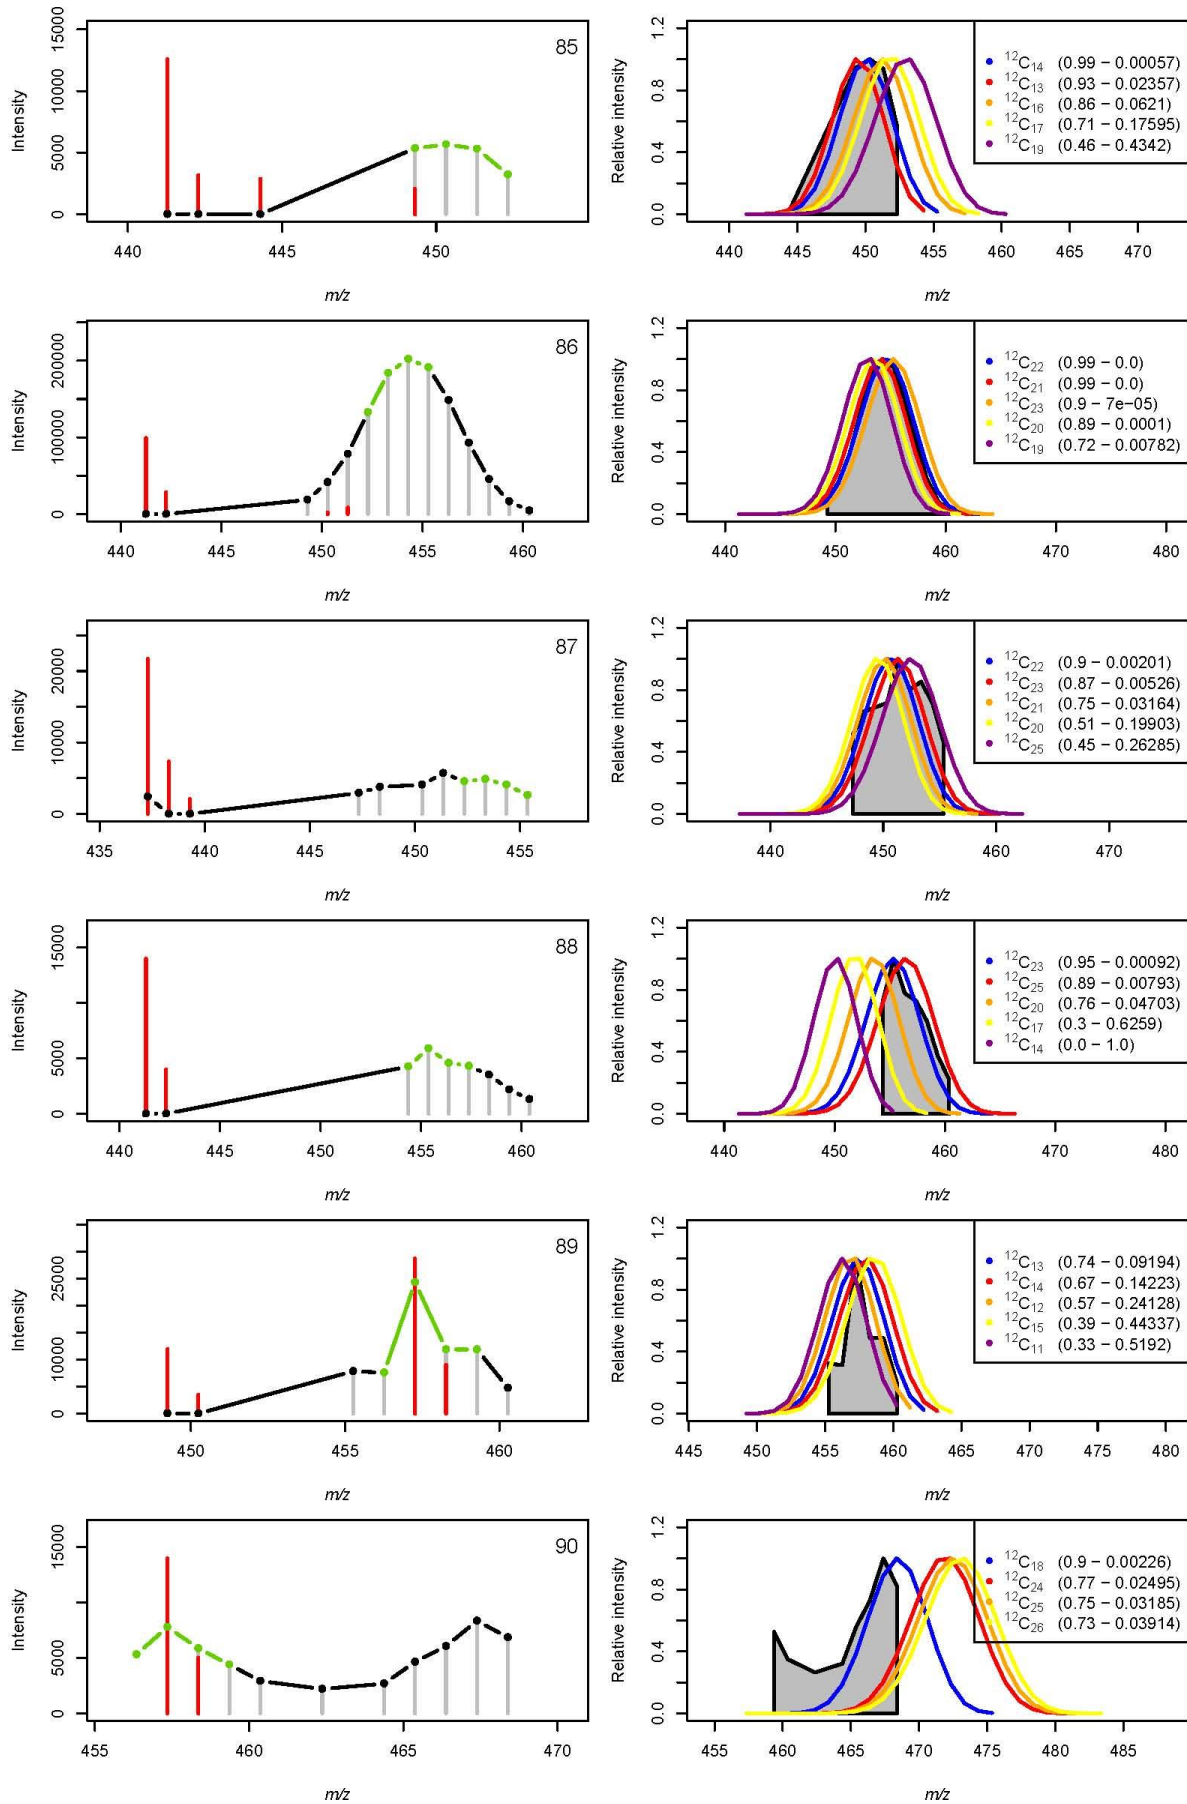 85
Intensity
0 5000 10000 15000
440 445 450
m/z
Relative intensity
0.0 0.4 0.8 1.2
440 445 450 455 460 465 470
m/z
¹²C₁₄ (0.99 − 0.00057)
¹²C₁₃ (0.93 − 0.02357)
¹²C₁₆ (0.86 − 0.0621)
¹²C₁₇ (0.71 − 0.17595)
¹²C₁₉ (0.46 − 0.4342)
86
Intensity
0 100000 200000
440 445 450 455 460
m/z
Relative intensity
0.0 0.4 0.8 1.2
440 450 460 470 480
m/z
¹²C₂₂ (0.99 − 0.0)
¹²C₂₁ (0.99 − 0.0)
¹²C₂₃ (0.9 − 7e−05)
¹²C₂₀ (0.89 − 0.0001)
¹²C₁₉ (0.72 − 0.00782)
87
Intensity
0 10000 20000
435 440 445 450 455
m/z
Relative intensity
0.0 0.4 0.8 1.2
440 450 460 470
m/z
¹²C₂₂ (0.9 − 0.00201)
¹²C₂₃ (0.87 − 0.00526)
¹²C₂₁ (0.75 − 0.03164)
¹²C₂₀ (0.51 − 0.19903)
¹²C₂₅ (0.45 − 0.26285)
88
Intensity
0 5000 15000
440 445 450 455 460
m/z
Relative intensity
0.0 0.4 0.8 1.2
440 450 460 470 480
m/z
¹²C₂₃ (0.95 − 0.00092)
¹²C₂₅ (0.89 − 0.00793)
¹²C₂₀ (0.76 − 0.04703)
¹²C₁₇ (0.3 − 0.6259)
¹²C₁₄ (0.0 − 1.0)
89
Intensity
0 10000 25000
450 455 460
m/z
Relative intensity
0.0 0.4 0.8 1.2
445 450 455 460 465 470 475 480
m/z
¹²C₁₃ (0.74 − 0.09194)
¹²C₁₄ (0.67 − 0.14223)
¹²C₁₂ (0.57 − 0.24128)
¹²C₁₅ (0.39 − 0.44337)
¹²C₁₁ (0.33 − 0.5192)
90
Intensity
0 5000 15000
455 460 465 470
m/z
Relative intensity
0.0 0.4 0.8 1.2
455 460 465 470 475 480 485
m/z
¹²C₁₈ (0.9 − 0.00226)
¹²C₂₄ (0.77 − 0.02495)
¹²C₂₅ (0.75 − 0.03185)
¹²C₂₆ (0.73 − 0.03914)